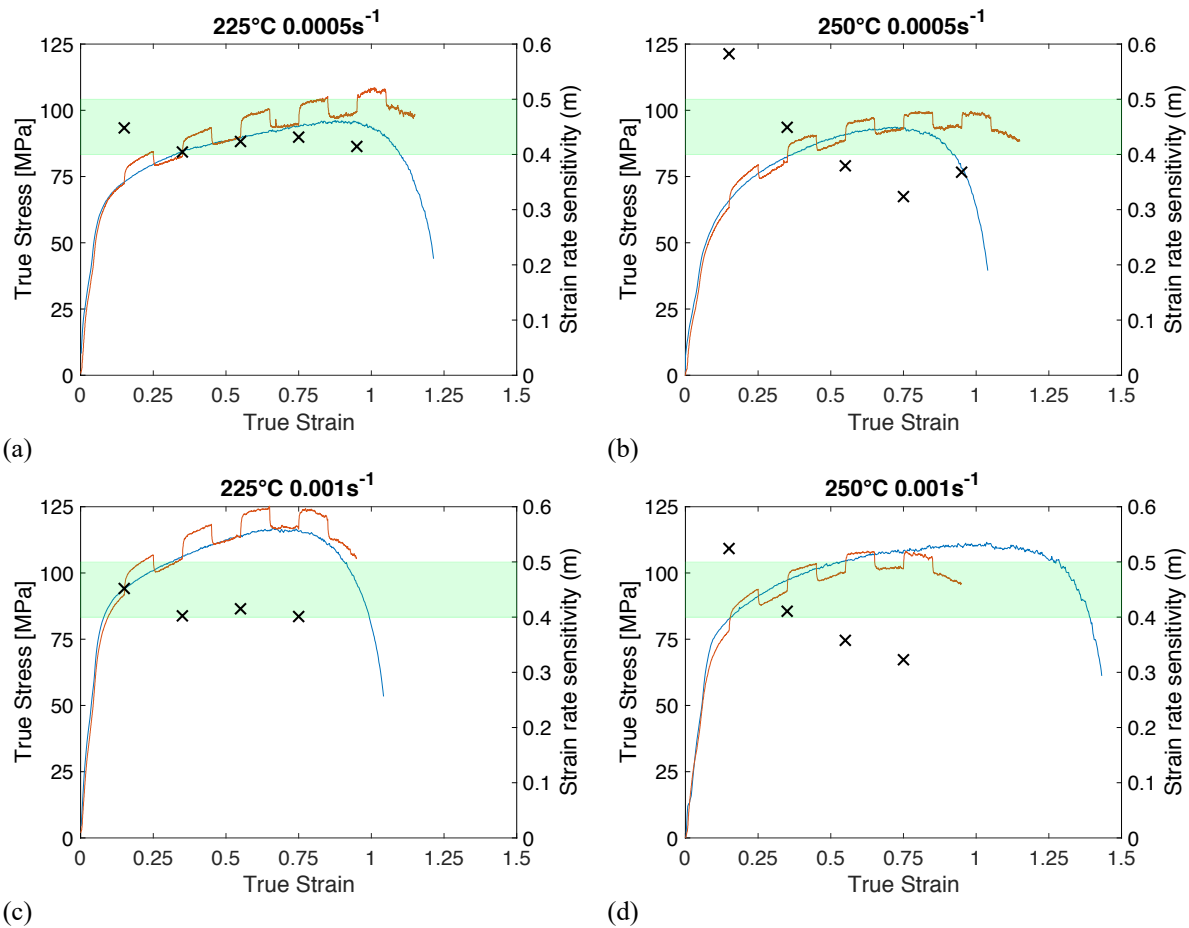 225°C 0.0005s⁻¹
125
100
75
50
25
0
True Stress [MPa]
0.6
0.5
0.4
0.3
0.2
0.1
0
Strain rate sensitivity (m)
0 0.25 0.5 0.75 1 1.25 1.5
True Strain
(a)
250°C 0.0005s⁻¹
125
100
75
50
25
0
True Stress [MPa]
0.6
0.5
0.4
0.3
0.2
0.1
0
Strain rate sensitivity (m)
0 0.25 0.5 0.75 1 1.25 1.5
True Strain
(b)
225°C 0.001s⁻¹
125
100
75
50
25
0
True Stress [MPa]
0.6
0.5
0.4
0.3
0.2
0.1
0
Strain rate sensitivity (m)
0 0.25 0.5 0.75 1 1.25 1.5
True Strain
(c)
250°C 0.001s⁻¹
125
100
75
50
25
0
True Stress [MPa]
0.6
0.5
0.4
0.3
0.2
0.1
0
Strain rate sensitivity (m)
0 0.25 0.5 0.75 1 1.25 1.5
True Strain
(d)